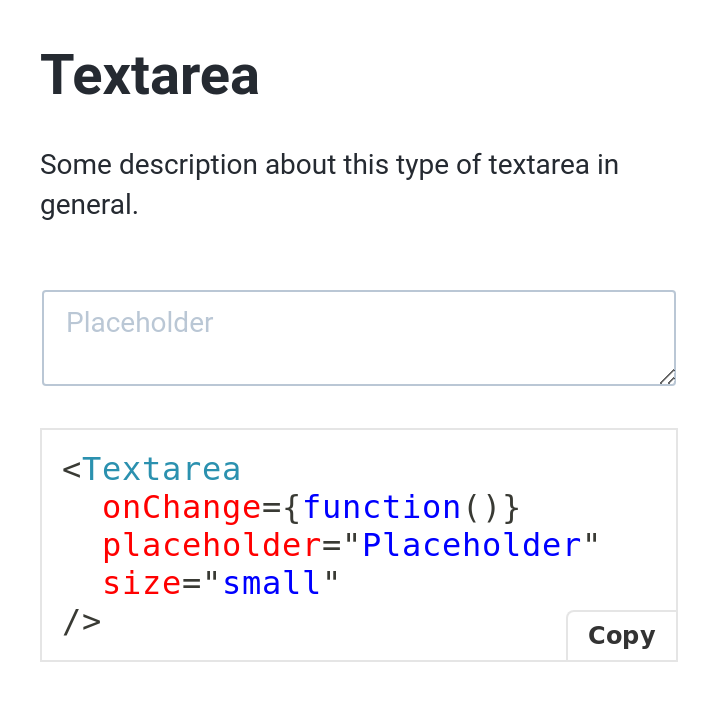 Textarea
Some description about this type of textarea in
general.
Placeholder
<Textarea
  onChange={function()}
  placeholder="Placeholder"
  size="small"
/>
Copy